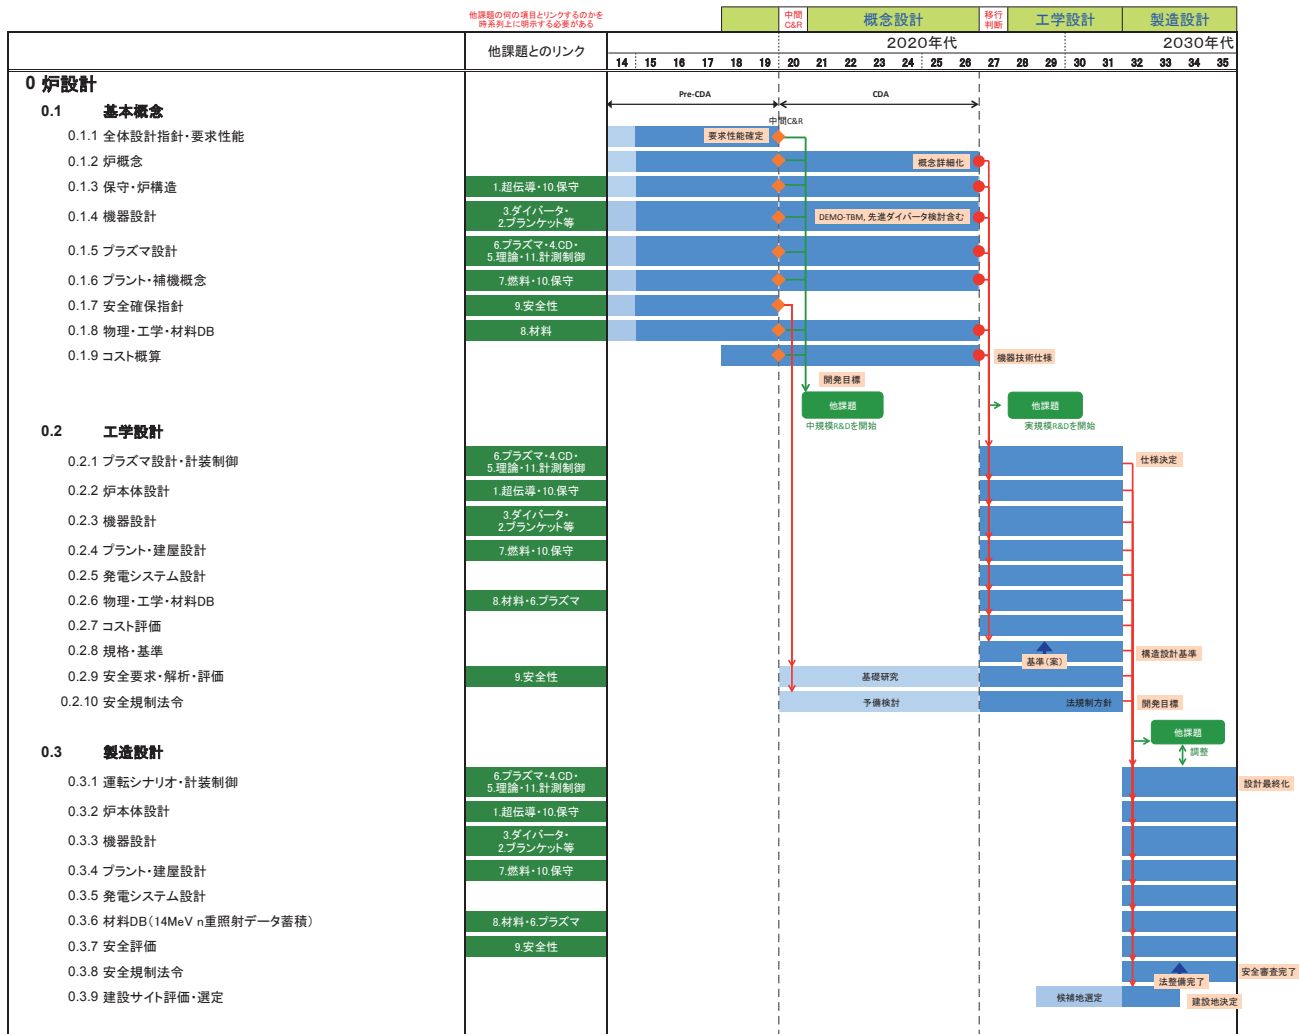 他課題の何の項目とリンクするのかを
時系列上に明示する必要がある
中間
C&R
概念設計
移行
判断
工学設計
製造設計
他課題とのリンク
2020年代
2030年代
14 15 16 17 18 19 20 21 22 23 24 25 26 27 28 29 30 31 32 33 34 35
0 炉設計
Pre-CDA
CDA
0.1 基本概念
中間C&R
0.1.1 全体設計指針・要求性能
要求性能確定
0.1.2 炉概念
概念詳細化
0.1.3 保守・炉構造
1.超伝導・10.保守
0.1.4 機器設計
3.ダイバータ・
2.ブランケット等
DEMO-TBM, 先進ダイバータ検討含む
0.1.5 プラズマ設計
6.プラズマ・4.CD・
5.理論・11.計測制御
0.1.6 プラント・補機概念
7.燃料・10.保守
0.1.7 安全確保指針
9.安全性
0.1.8 物理・工学・材料DB
8.材料
0.1.9 コスト概算
機器技術仕様
開発目標
他課題
他課題
中規模R&Dを開始
実規模R&Dを開始
0.2 工学設計
0.2.1 プラズマ設計・計装制御
6.プラズマ・4.CD・
5.理論・11.計測制御
仕様決定
0.2.2 炉本体設計
1.超伝導・10.保守
0.2.3 機器設計
3.ダイバータ・
2.ブランケット等
0.2.4 プラント・建屋設計
7.燃料・10.保守
0.2.5 発電システム設計
0.2.6 物理・工学・材料DB
8.材料・6.プラズマ
0.2.7 コスト評価
0.2.8 規格・基準
基準(案)
構造設計基準
0.2.9 安全要求・解析・評価
9.安全性
基礎研究
0.2.10 安全規制法令
予備検討
法規制方針
開発目標
他課題
調整
0.3 製造設計
0.3.1 運転シナリオ・計装制御
6.プラズマ・4.CD・
5.理論・11.計測制御
設計最終化
0.3.2 炉本体設計
1.超伝導・10.保守
0.3.3 機器設計
3.ダイバータ・
2.ブランケット等
0.3.4 プラント・建屋設計
7.燃料・10.保守
0.3.5 発電システム設計
0.3.6 材料DB(14MeV n重照射データ蓄積)
8.材料・6.プラズマ
0.3.7 安全評価
9.安全性
0.3.8 安全規制法令
法整備完了
安全審査完了
0.3.9 建設サイト評価・選定
候補地選定
建設地決定